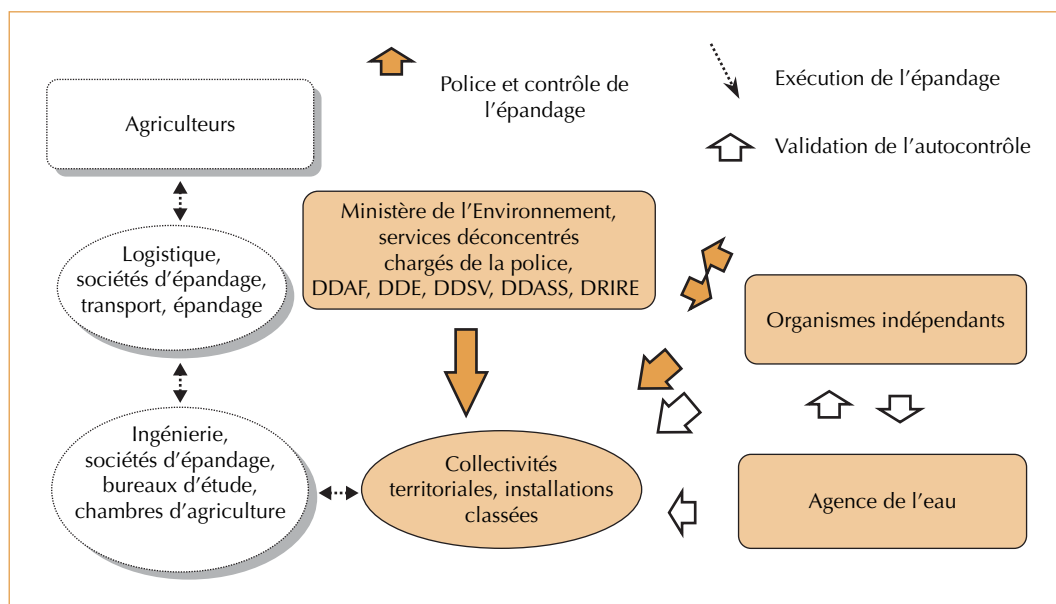 Police et contrôle de
l’épandage
Exécution de l’épandage
Validation de l’autocontrôle
Agriculteurs
Logistique,
sociétés d’épandage,
transport, épandage
Ingénierie,
sociétés d’épandage,
bureaux d’étude,
chambres d’agriculture
Ministère de l’Environnement,
services déconcentrés
chargés de la police,
DDAF, DDE, DDSV, DDASS, DRIRE
Collectivités
territoriales, installations
classées
Organismes indépendants
Agence de l’eau